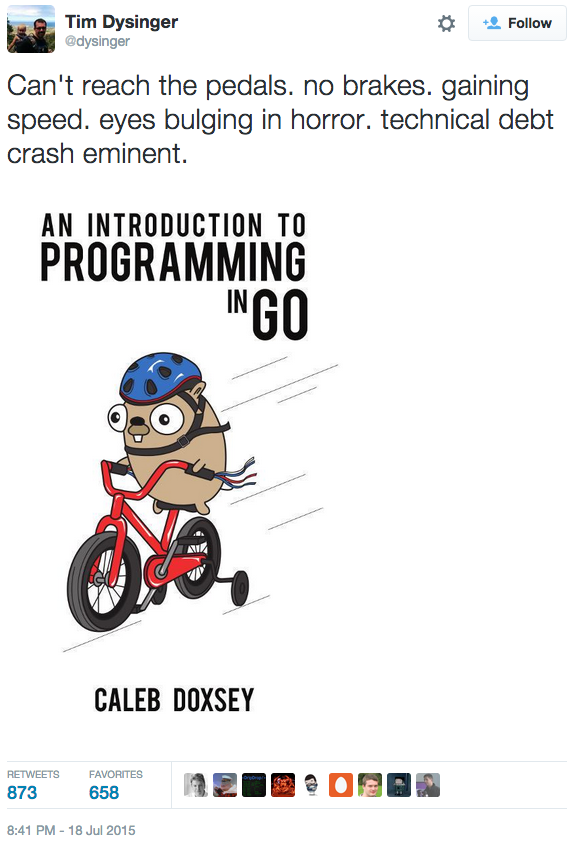 Tim Dysinger
@dysinger
Follow
Can't reach the pedals. no brakes. gaining
speed. eyes bulging in horror. technical debt
crash eminent.
AN INTRODUCTION TO
PROGRAMMING
IN GO
CALEB DOXSEY
RETWEETS FAVORITES
873 658
8:41 PM - 18 Jul 2015